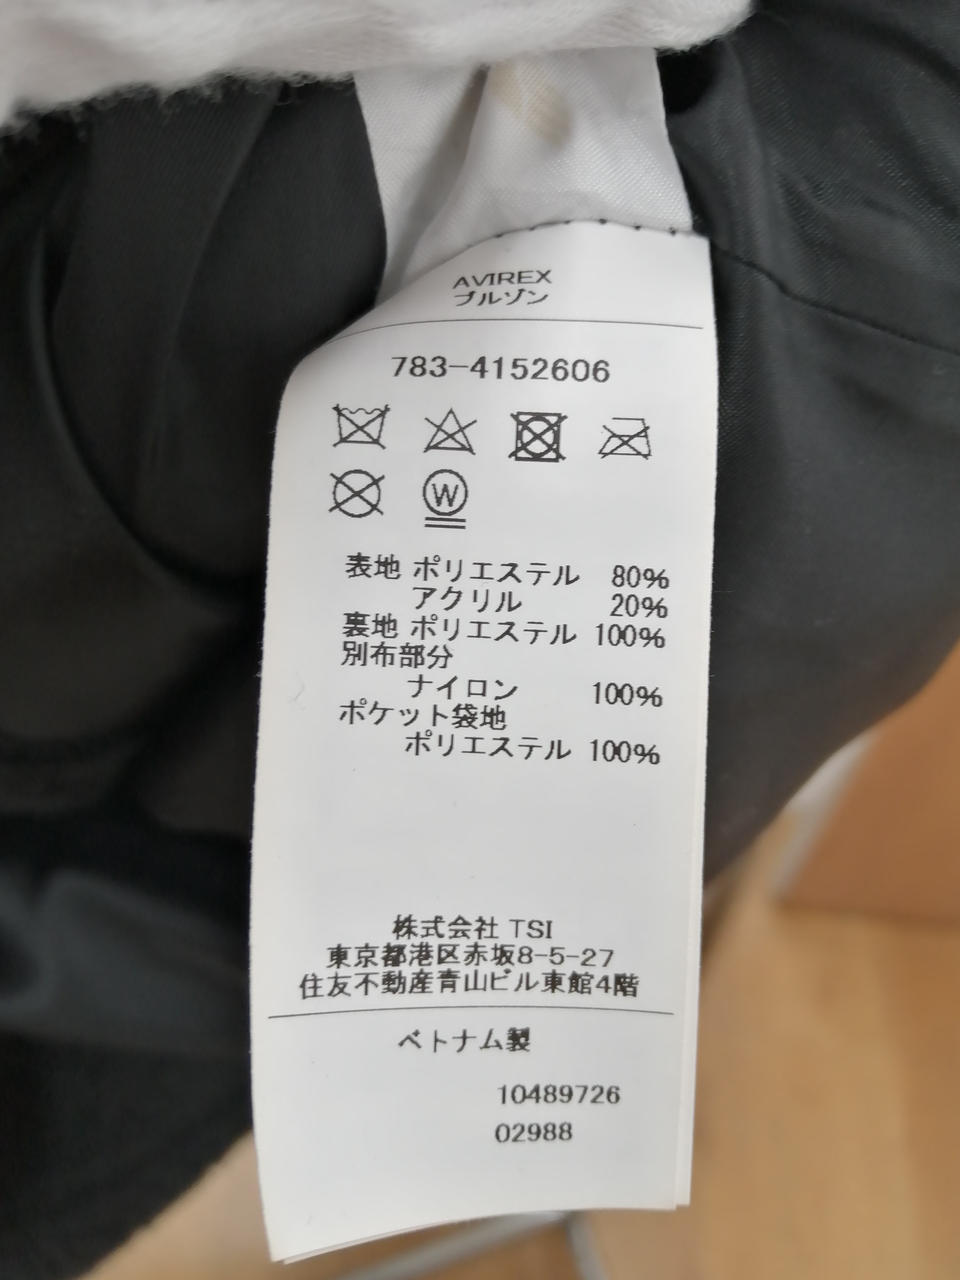 AVIREX
ブルゾン
783-4152606
W
表地 ポリエステル 80%
アクリル 20%
裏地 ポリエステル 100%
別布部分
ナイロン 100%
ポケット袋地
ポリエステル 100%
株式会社 TSI
東京都港区赤坂8-5-27
住友不動産青山ビル東館4階
ベトナム製
10489726
02988